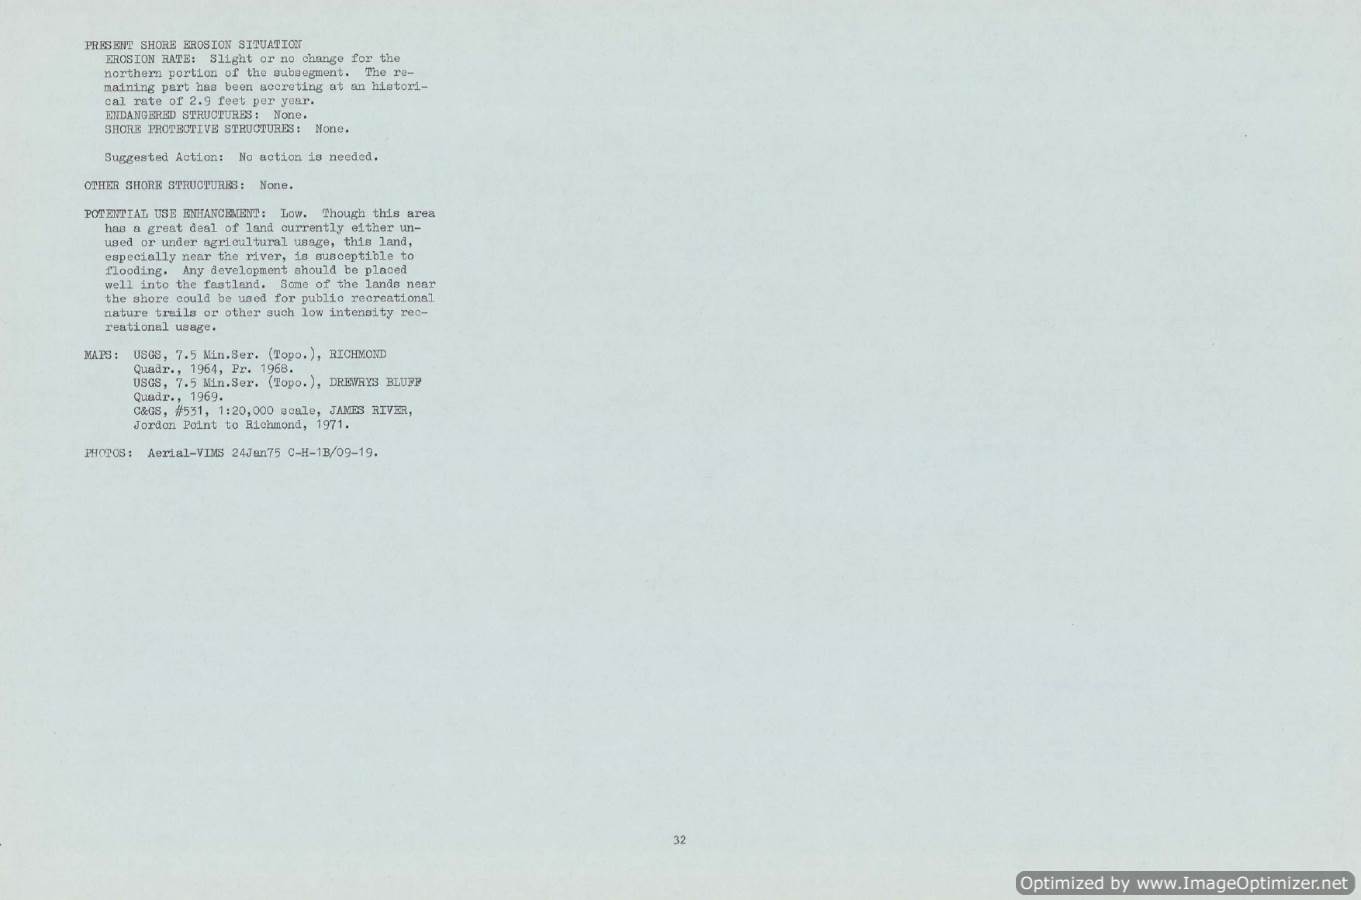 PRESENT SHORE EROSION SITUATION
EROSION RATE: Slight or no change for the
northern portion of the subsegment. The re-
maining part has been accreting at an histori-
cal rate of 2.9 feet per year.
ENDANGERED STRUCTURES: None.
SHORE PROTECTIVE STRUCTURES: None.
Suggested Action: No action is needed.
OTHER SHORE STRUCTURES: None.
POTENTIAL USE ENHANCEMENT: Low. Though this area
has a great deal of land currently either un-
used or under agricultural usage, this land,
especially near the river, is susceptible to
flooding. Any development should be placed
well into the fastland. Some of the lands near
the shore could be used for public recreational
nature trails or other such low intensity rec-
reational usage.
MAPS: USGS, 7.5 Min.Ser. (Topo.), RICHMOND
Quadr., 1964, Pr. 1968.
USGS, 7.5 Min.Ser. (Topo.), DREWRYS BLUFF
Quadr., 1969.
C&GS, #531, 1:20,000 scale, JAMES RIVER,
Jordon Point to Richmond, 1971.
PHOTOS: Aerial-VIMS 24Jan75 C-H-1B/09-19.
32
Optimized by www.ImageOptimizer.net